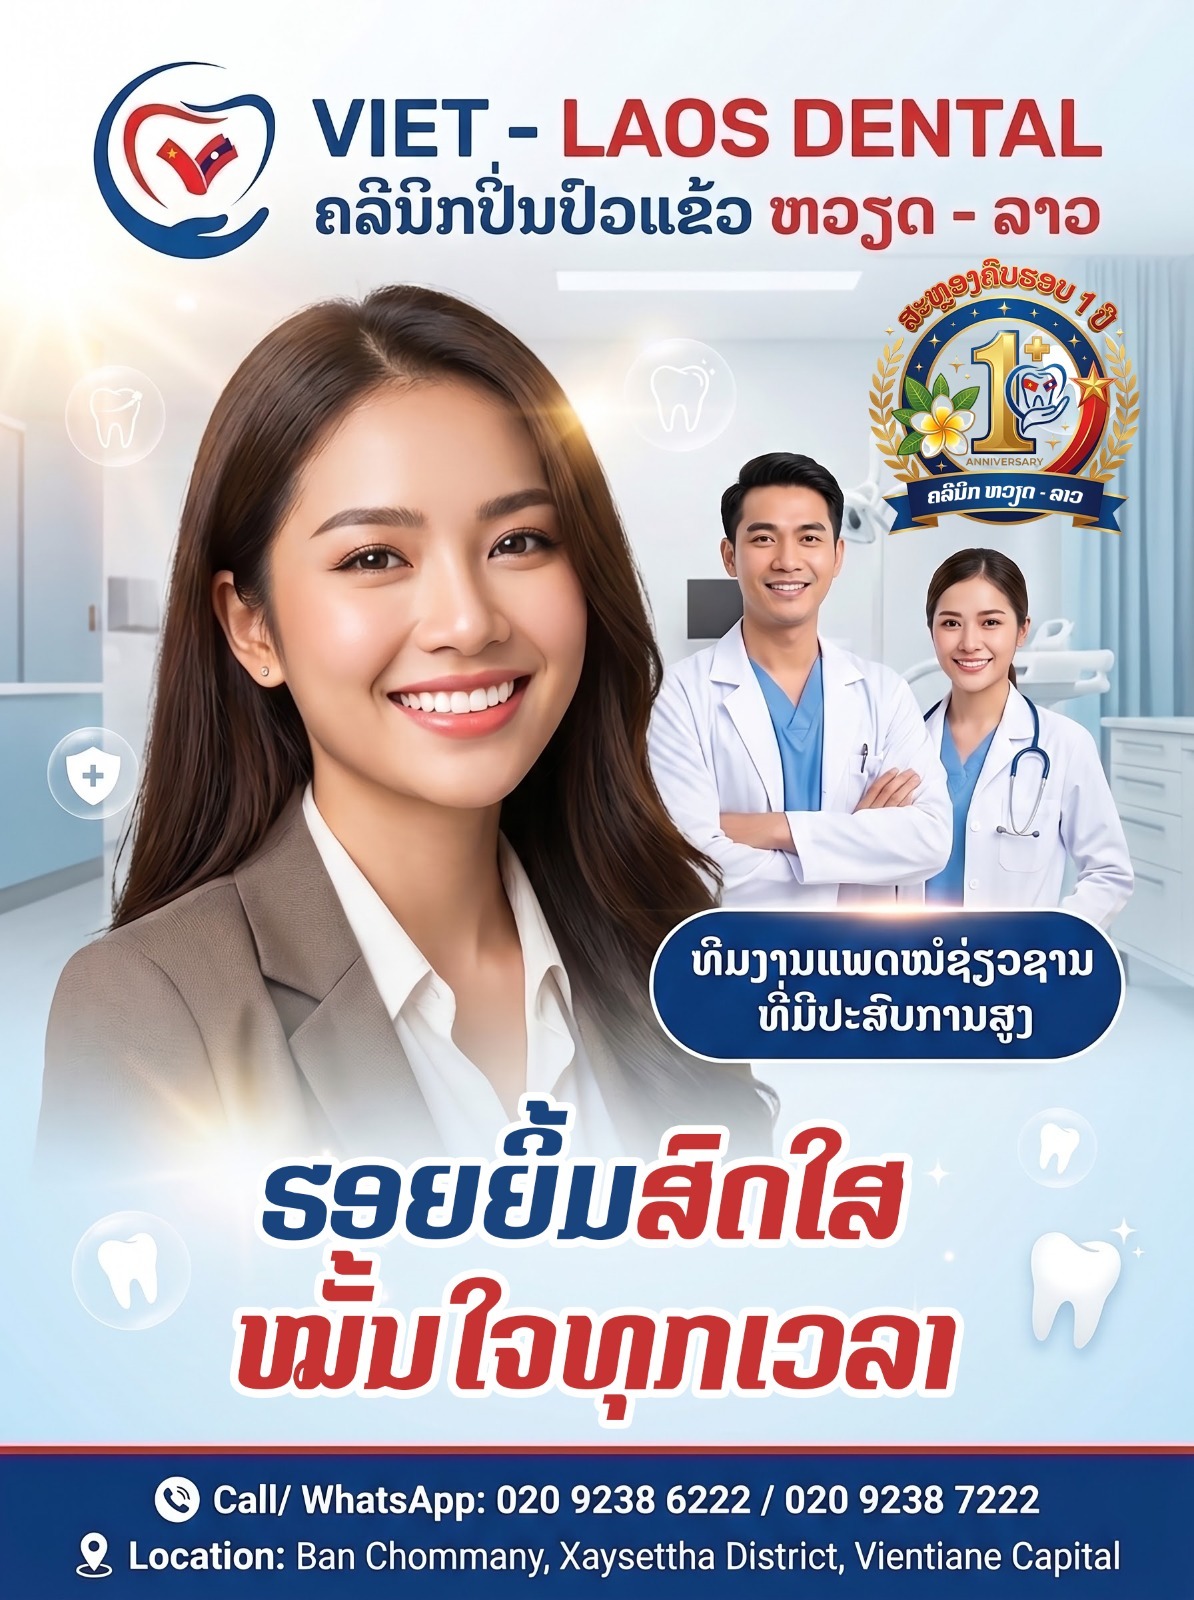 VIET - LAOS DENTAL
ຄລີນິກປິ່ນປົວແຂ້ວ ຫວຽດ - ລາວ
ສະຫຼອງຄົບຮອບ 1 ປີ
1+
ANNIVERSARY
ຄລີນິກ ຫວຽດ - ລາວ
ທີມງານແພດໝໍຊ່ຽວຊານ
ທີ່ມີປະສົບການສູງ
ຮອຍຍິ້ມສົດໃສ
ໝັ້ນໃຈທຸກເວລາ
Call/ WhatsApp: 020 9238 6222 / 020 9238 7222
Location: Ban Chommany, Xaysettha District, Vientiane Capital